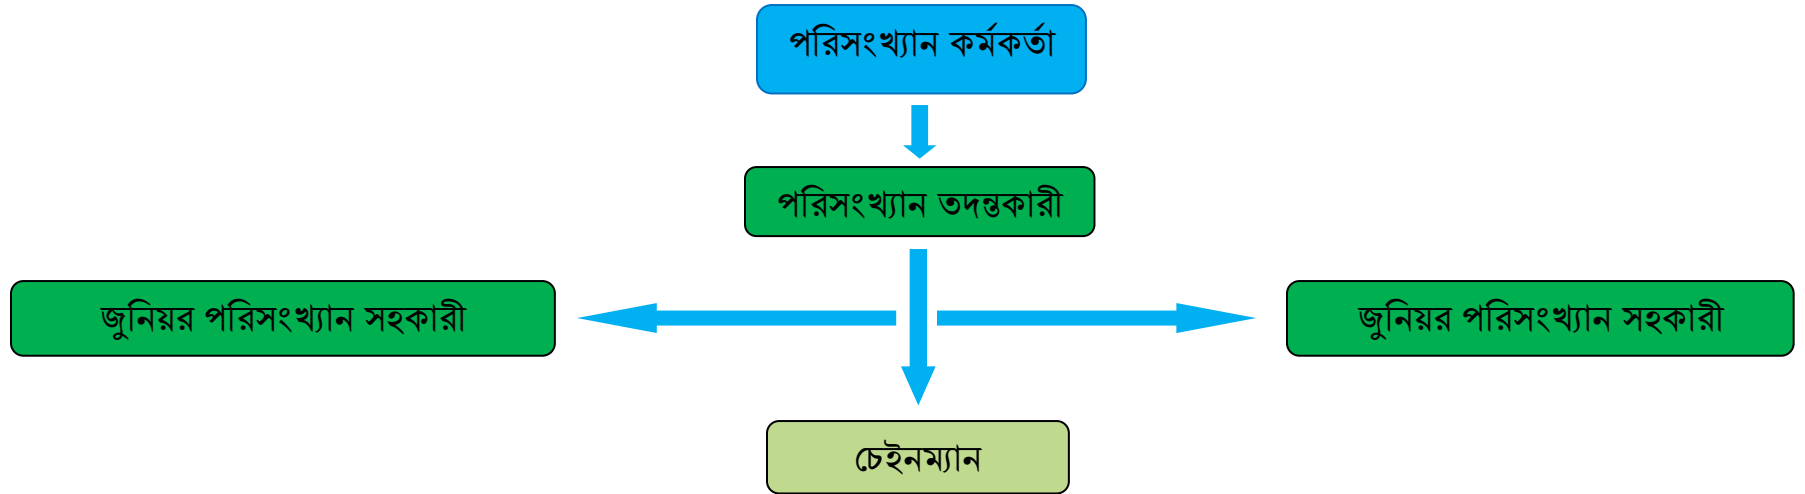 পরিসংখ্যান কর্মকর্তা
পরিসংখ্যান তদন্তকারী
জুনিয়র পরিসংখ্যান সহকারী
জুনিয়র পরিসংখ্যান সহকারী
চেইনম্যান